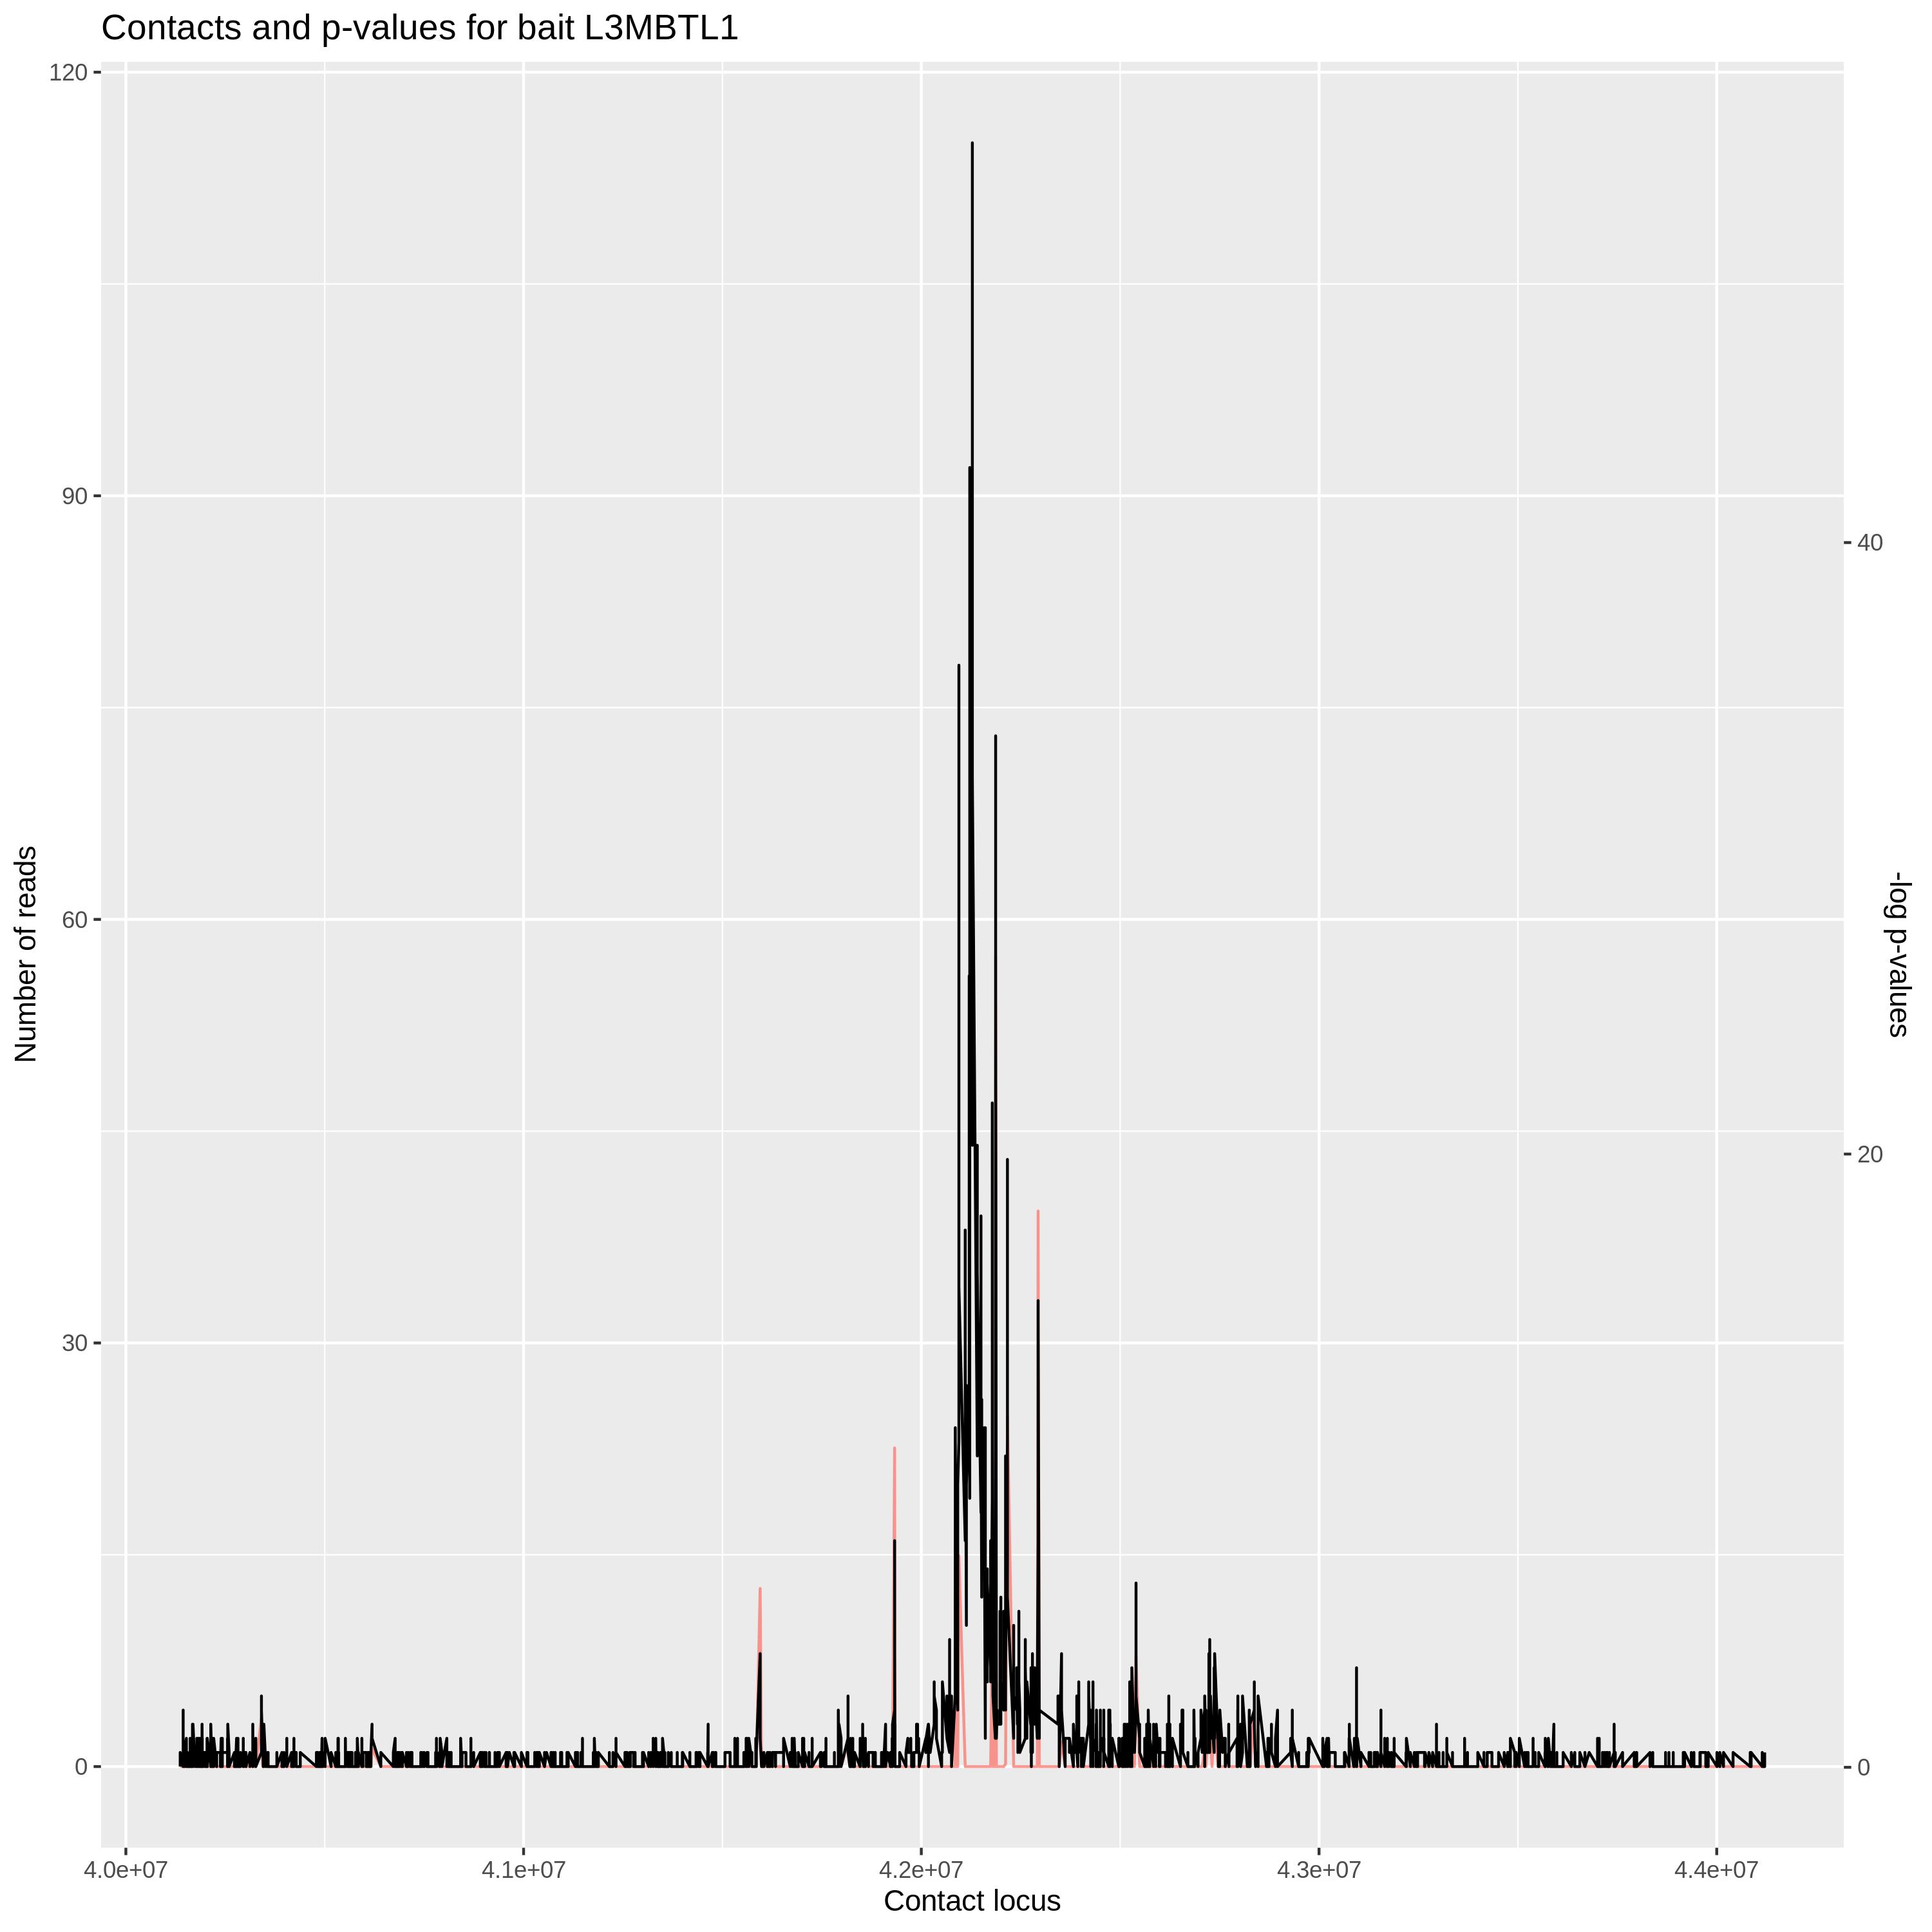 Contacts and p-values for bait L3MBTL1
120
90
60
30
0
Number of reads
40
20
0
-log p-values
4.0e+07 4.1e+07 4.2e+07 4.3e+07 4.4e+07
Contact locus